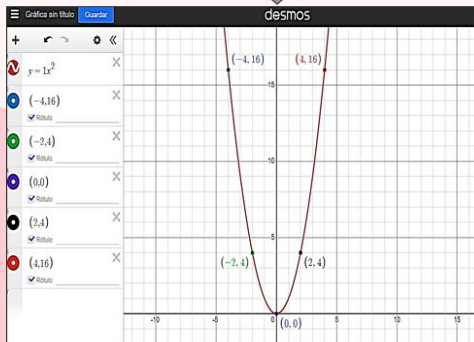 Gráfica sin título
Guardar
desmos
y = 1x²
(−4,16)
Rótulo:
(−2,4)
Rótulo:
(0,0)
Rótulo:
(2,4)
Rótulo:
(4,16)
Rótulo:
(−4, 16)
(4, 16)
15
10
5
(−2, 4)
(2, 4)
-10
-5
0
(0, 0)
5
10
15